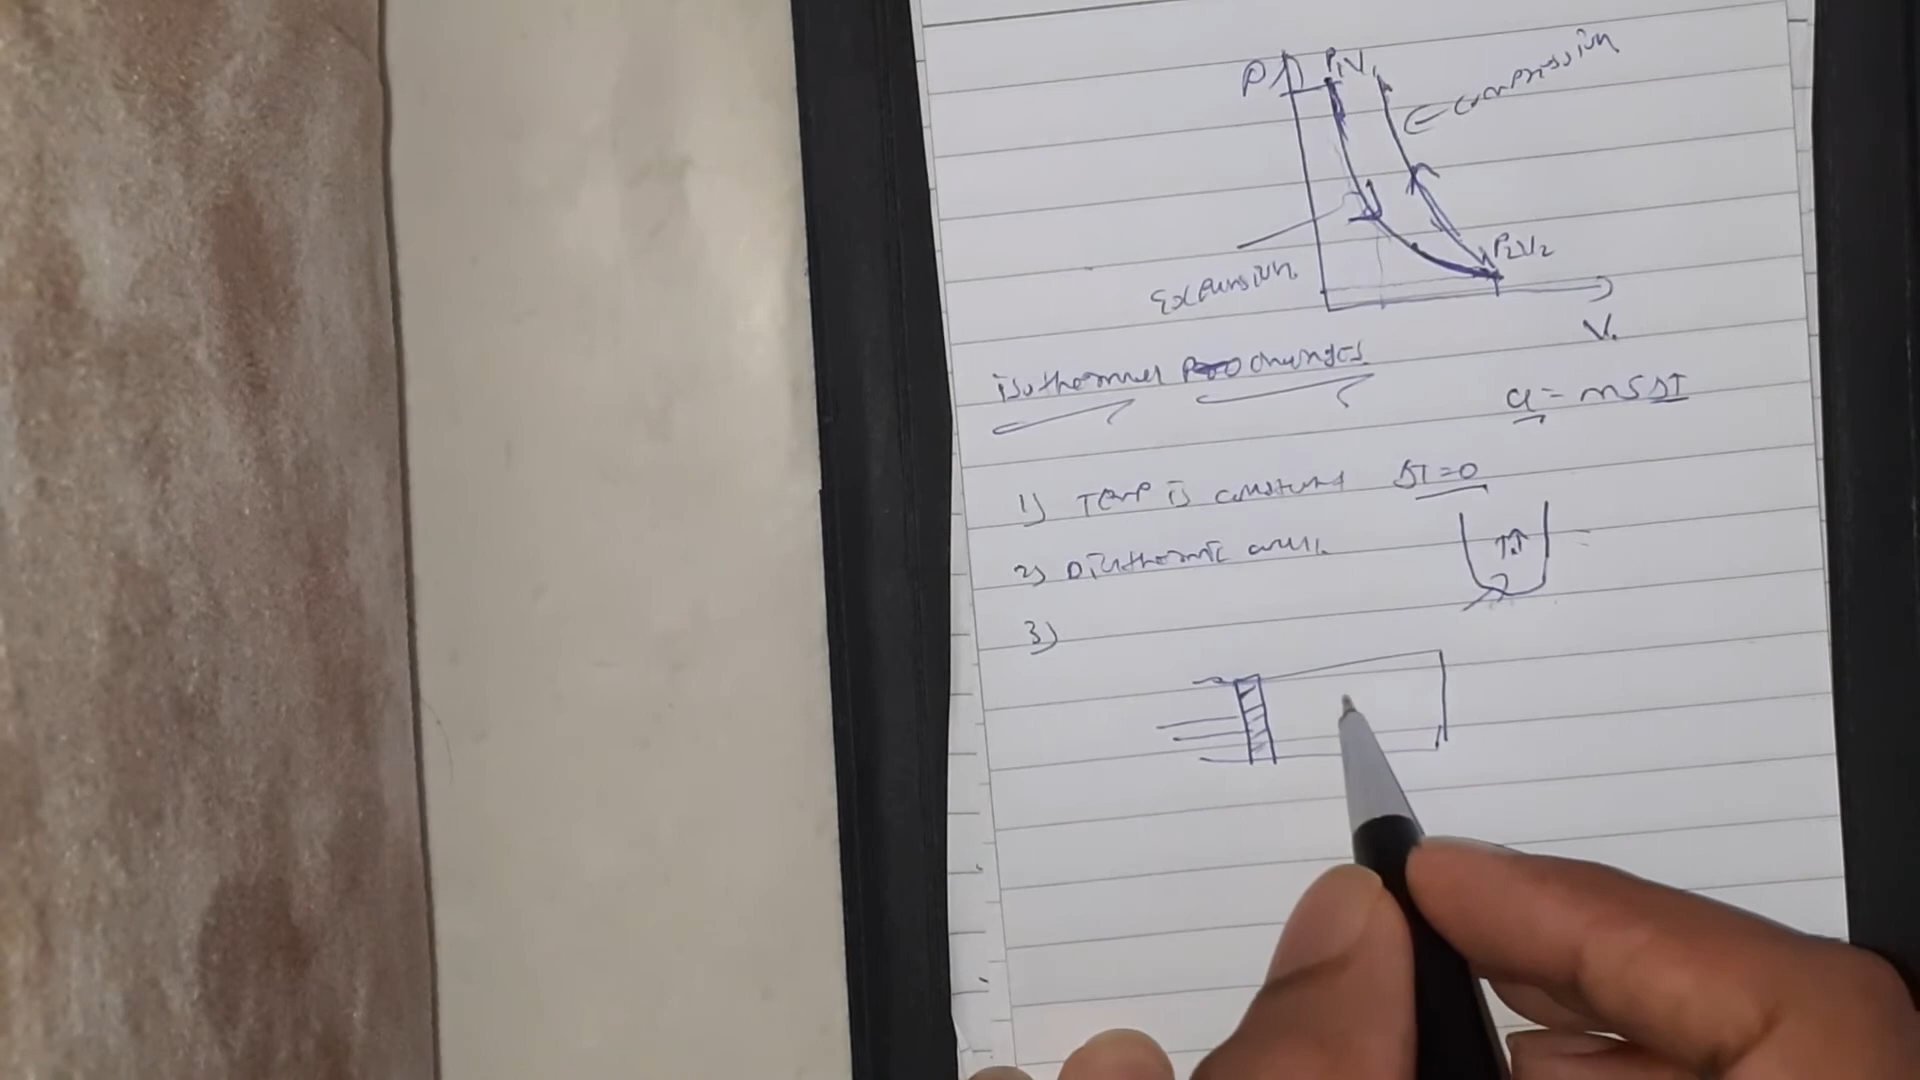 P P1V1
compression
P2V2
Expansion.
V.
isothermal changes
Q = mSΔT
1) Temp is constant ΔT=0
2) Diathermic wall.
3)